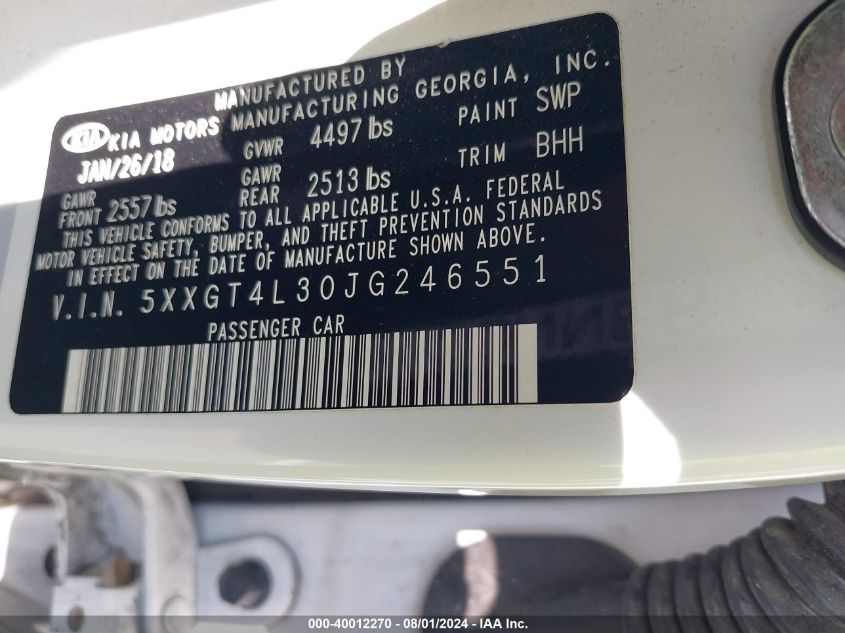 MANUFACTURED BY
KIA KIA MOTORS MANUFACTURING GEORGIA, INC.
JAN/26/18 GVWR 4497 lbs PAINT SWP
GAWR FRONT 2557 lbs GAWR REAR 2513 lbs TRIM BHH
THIS VEHICLE CONFORMS TO ALL APPLICABLE U.S.A. FEDERAL
MOTOR VEHICLE SAFETY, BUMPER, AND THEFT PREVENTION STANDARDS
IN EFFECT ON THE DATE OF MANUFACTURE SHOWN ABOVE.
V.I.N. 5XXGT4L30JG246551
PASSENGER CAR
000-40012270 - 08/01/2024 - IAA Inc.